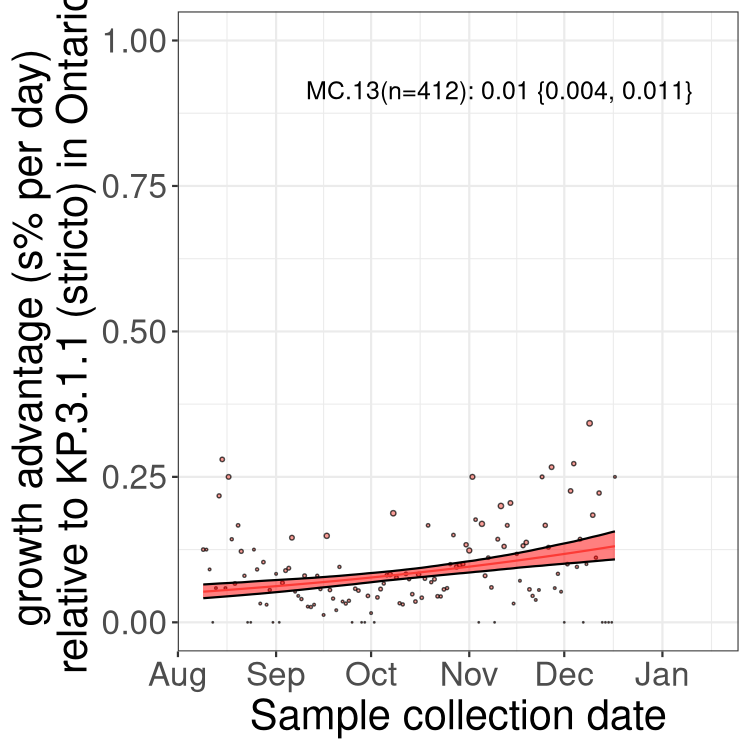 growth advantage (s% per day)
relative to KP.3.1.1 (stricto) in Ontario
1.00
0.75
0.50
0.25
0.00
MC.13(n=412): 0.01 {0.004, 0.011}
Aug Sep Oct Nov Dec Jan
Sample collection date